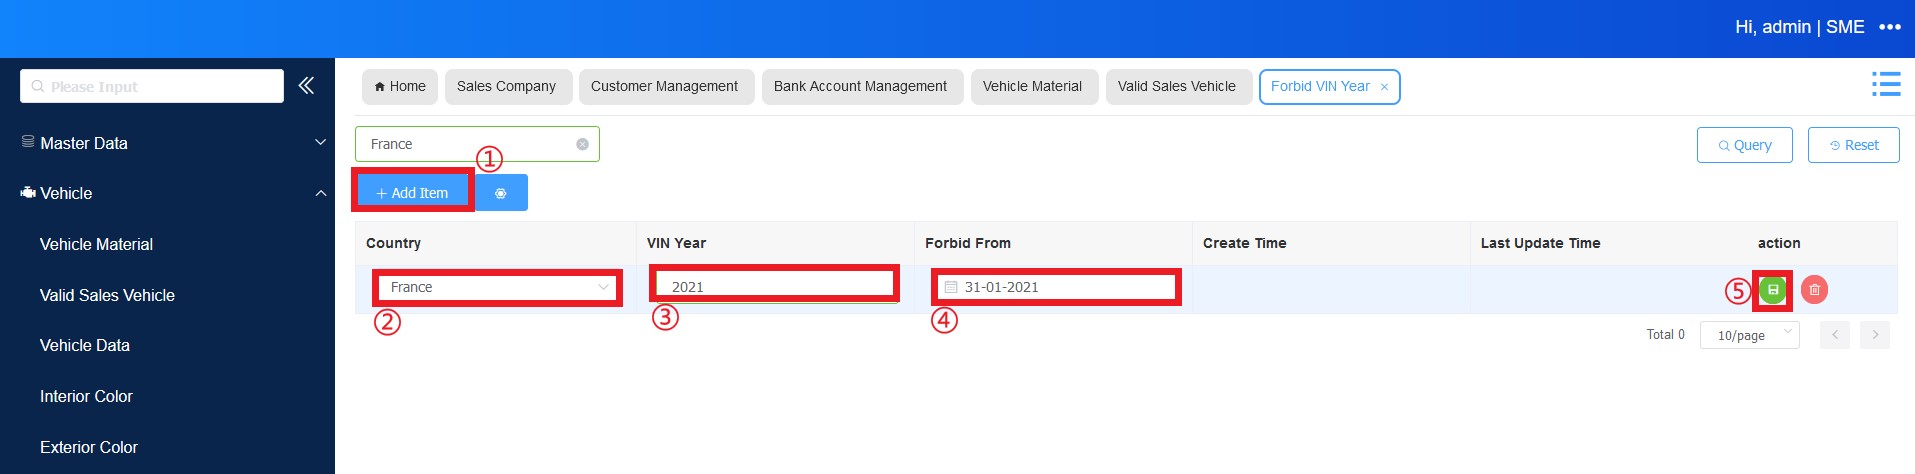 Hi, admin | SME
Please Input
Home
Sales Company
Customer Management
Bank Account Management
Vehicle Material
Valid Sales Vehicle
Forbid VIN Year ×
Master Data
Vehicle
Vehicle Material
Valid Sales Vehicle
Vehicle Data
Interior Color
Exterior Color
France
Query
Reset
①
+ Add Item
Country VIN Year Forbid From Create Time Last Update Time action
France 2021 31-01-2021
② ③ ④ ⑤
Total 0 10/page < >